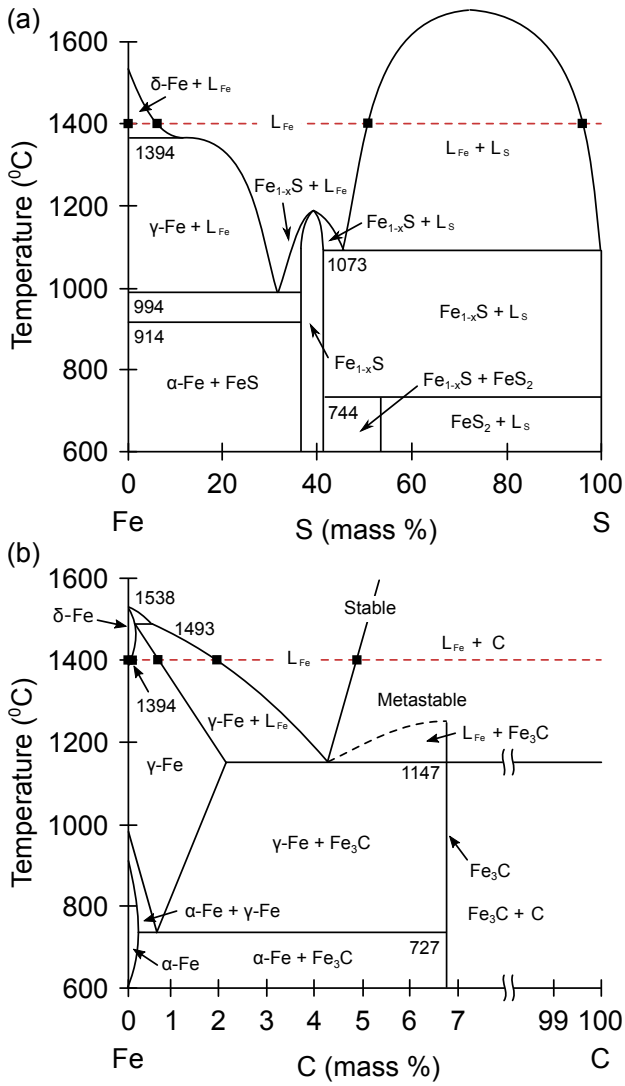 (a)
1600
δ-Fe + LFe
1400
LFe
1394
LFe + LS
Fe1-xS + LFe
1200
γ-Fe + LFe
Fe1-xS + LS
1073
1000
994
Fe1-xS + LS
914
Fe1-xS
800
α-Fe + FeS
Fe1-xS + FeS2
744
FeS2 + LS
600
Temperature (⁰C)
0 20 40 60 80 100
Fe S (mass %) S
(b)
1600
1538
Stable
δ-Fe
1493
1400
LFe
LFe + C
1394
Metastable
γ-Fe + LFe
1200
LFe + Fe3C
γ-Fe
1147
1000
γ-Fe + Fe3C
Fe3C
α-Fe + γ-Fe
Fe3C + C
800
727
α-Fe
α-Fe + Fe3C
600
Temperature (⁰C)
0 1 2 3 4 5 6 7 99 100
Fe C (mass %) C